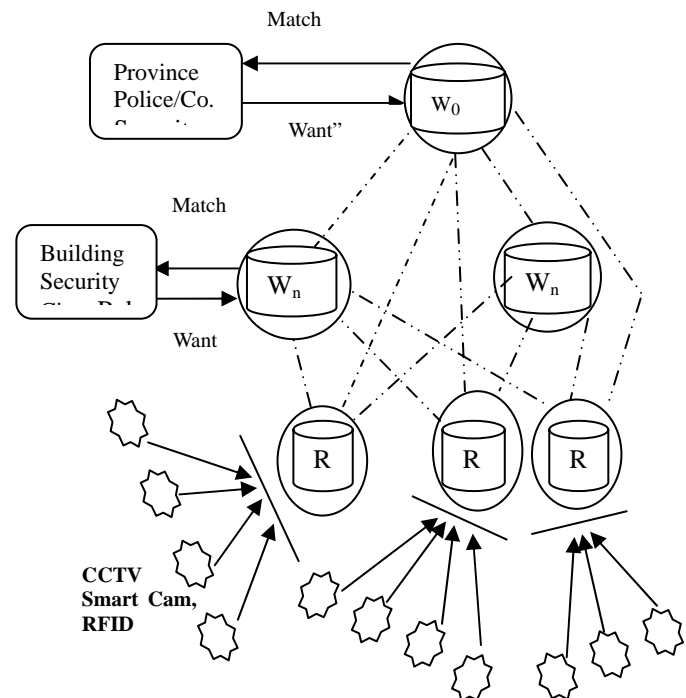 Match
Province
Police/Co.
W0
Want”
Match
Building
Security
Wn
Wn
Want
R
R
R
CCTV
Smart Cam,
RFID